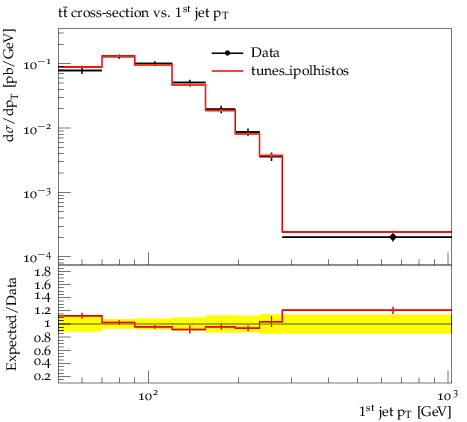 tt̄ cross-section vs. 1st jet pT
dσ/dpT [pb/GeV]
10⁻¹
10⁻²
10⁻³
10⁻⁴
Data
tunes_ipolhistos
Expected/Data
1.8
1.6
1.4
1.2
1
0.8
0.6
0.4
0.2
10²
10³
1st jet pT [GeV]